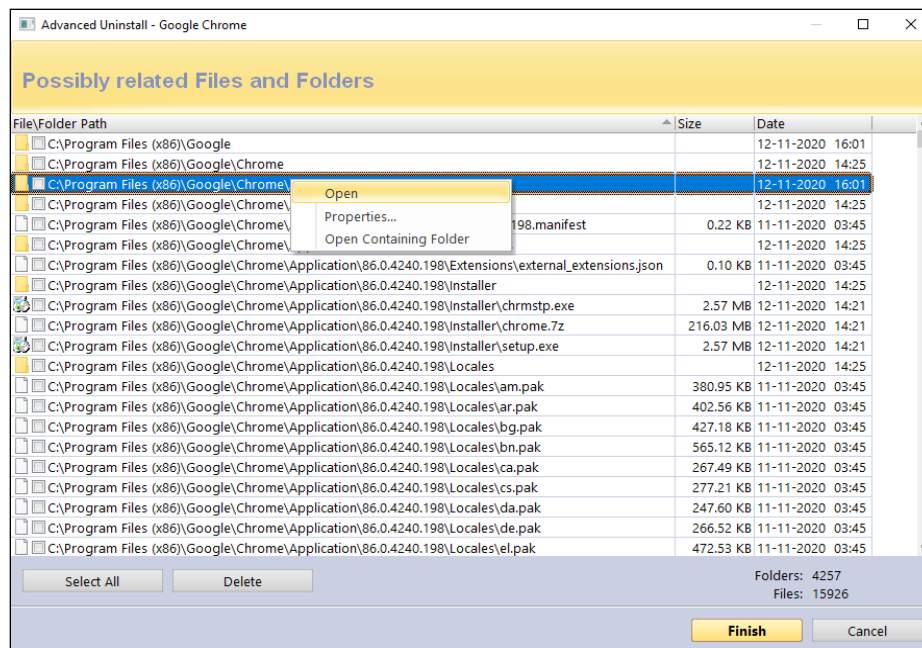 Advanced Uninstall - Google Chrome
Possibly related Files and Folders
File\Folder Path Size Date
C:\Program Files (x86)\Google 12-11-2020 16:01
C:\Program Files (x86)\Google\Chrome 12-11-2020 14:25
C:\Program Files (x86)\Google\Chrome\ 12-11-2020 16:01
Open
C:\Program Files (x86)\Google\Chrome\ 12-11-2020 14:25
Properties...
C:\Program Files (x86)\Google\Chrome\ 198.manifest 0.22 KB 11-11-2020 03:45
Open Containing Folder
C:\Program Files (x86)\Google\Chrome\ 12-11-2020 14:25
C:\Program Files (x86)\Google\Chrome\Application\86.0.4240.198\Extensions\external_extensions.json 0.10 KB 11-11-2020 03:45
C:\Program Files (x86)\Google\Chrome\Application\86.0.4240.198\Installer 12-11-2020 14:25
C:\Program Files (x86)\Google\Chrome\Application\86.0.4240.198\Installer\chrmstp.exe 2.57 MB 12-11-2020 14:21
C:\Program Files (x86)\Google\Chrome\Application\86.0.4240.198\Installer\chrome.7z 216.03 MB 12-11-2020 14:21
C:\Program Files (x86)\Google\Chrome\Application\86.0.4240.198\Installer\setup.exe 2.57 MB 12-11-2020 14:21
C:\Program Files (x86)\Google\Chrome\Application\86.0.4240.198\Locales 12-11-2020 14:25
C:\Program Files (x86)\Google\Chrome\Application\86.0.4240.198\Locales\am.pak 380.95 KB 11-11-2020 03:45
C:\Program Files (x86)\Google\Chrome\Application\86.0.4240.198\Locales\ar.pak 402.56 KB 11-11-2020 03:45
C:\Program Files (x86)\Google\Chrome\Application\86.0.4240.198\Locales\bg.pak 427.18 KB 11-11-2020 03:45
C:\Program Files (x86)\Google\Chrome\Application\86.0.4240.198\Locales\bn.pak 565.12 KB 11-11-2020 03:45
C:\Program Files (x86)\Google\Chrome\Application\86.0.4240.198\Locales\ca.pak 267.49 KB 11-11-2020 03:45
C:\Program Files (x86)\Google\Chrome\Application\86.0.4240.198\Locales\cs.pak 277.21 KB 11-11-2020 03:45
C:\Program Files (x86)\Google\Chrome\Application\86.0.4240.198\Locales\da.pak 247.60 KB 11-11-2020 03:45
C:\Program Files (x86)\Google\Chrome\Application\86.0.4240.198\Locales\de.pak 266.52 KB 11-11-2020 03:45
C:\Program Files (x86)\Google\Chrome\Application\86.0.4240.198\Locales\el.pak 472.53 KB 11-11-2020 03:45
Select All Delete Folders: 4257
Files: 15926
Finish Cancel